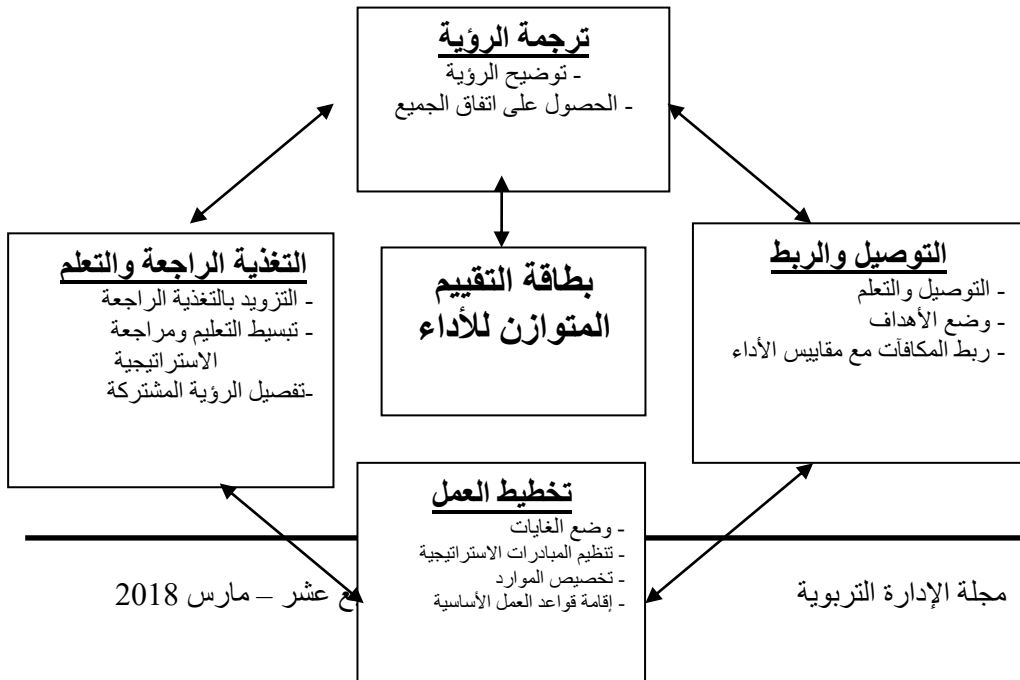 ترجمة الرؤية
- توضيح الرؤية
- الحصول على اتفاق الجميع
التوصيل والربط
- التوصيل والتعلم
- وضع الأهداف
- ربط المكافآت مع مقاييس الأداء
بطاقة التقييم
المتوازن للأداء
التغذية الراجعة والتعلم
- التزويد بالتغذية الراجعة
- تبسيط التعليم ومراجعة
الاستراتيجية
-تفصيل الرؤية المشتركة
تخطيط العمل
- وضع الغايات
- تنظيم المبادرات الاستراتيجية
- تخصيص الموارد
- إقامة قواعد العمل الأساسية
مجلة الإدارة التربوية
عشر – مارس 2018